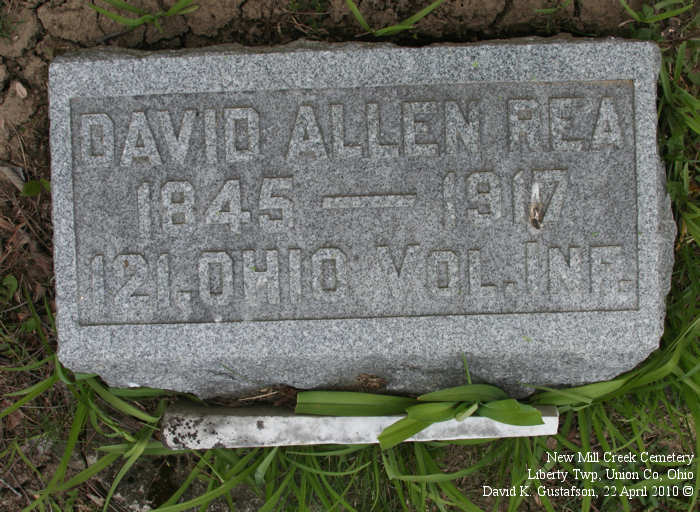 DAVID ALLEN REA
1845 — 1917
121. OHIO VOL. INF.
New Mill Creek Cemetery
Liberty Twp, Union Co, Ohio
David K. Gustafson, 22 April 2010 ©